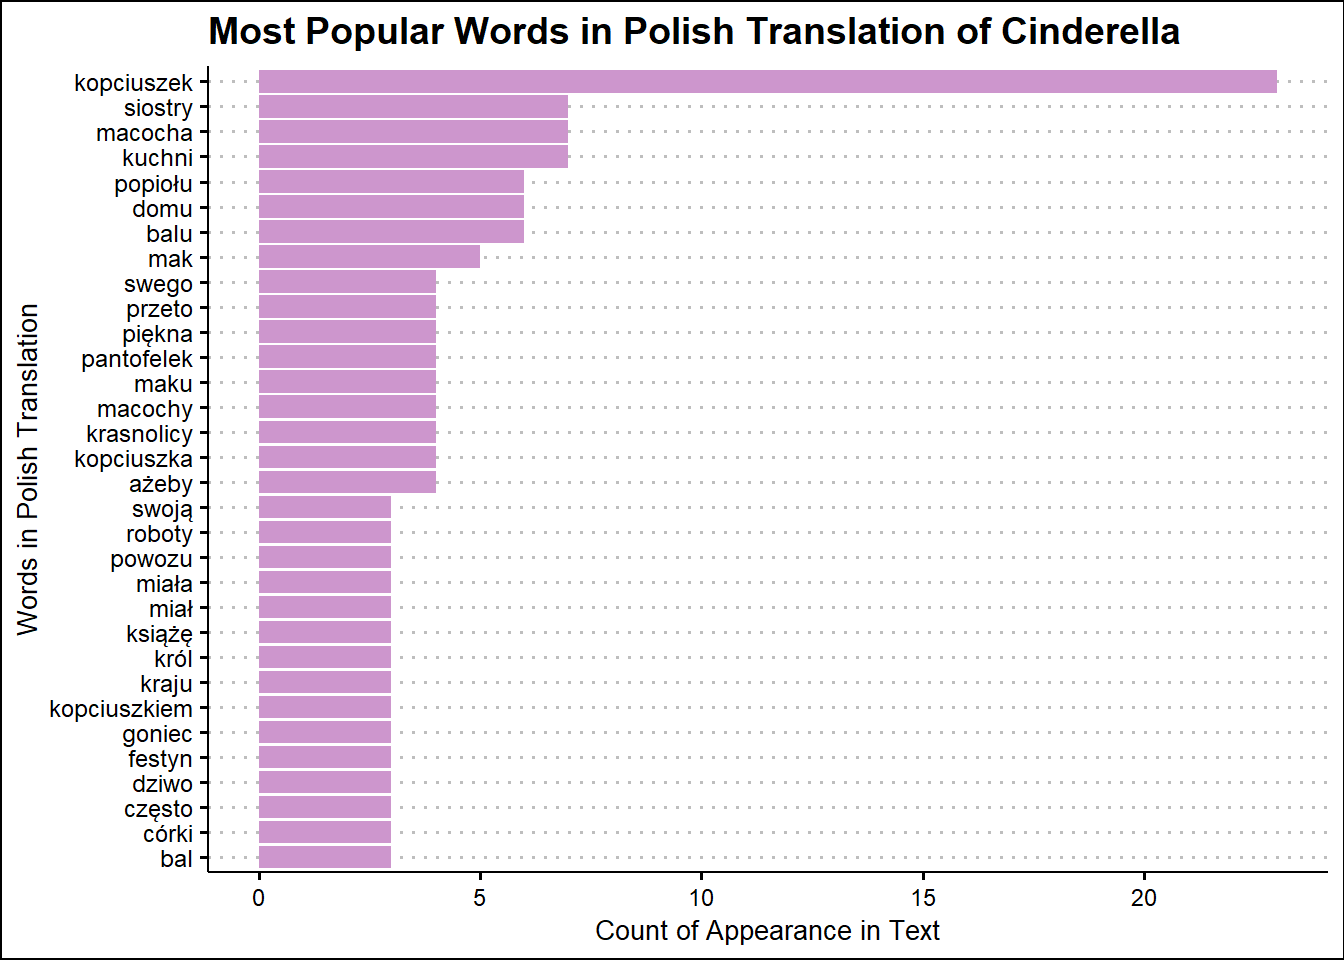 Most Popular Words in Polish Translation of Cinderella
Words in Polish Translation
kopciuszek
siostry
macocha
kuchni
popiołu
domu
balu
mak
swego
przeto
piękna
pantofelek
maku
macochy
krasnolicy
kopciuszka
ażeby
swoją
roboty
powozu
miała
miał
książę
król
kraju
kopciuszkiem
goniec
festyn
dziwo
często
córki
bal
0 5 10 15 20
Count of Appearance in Text